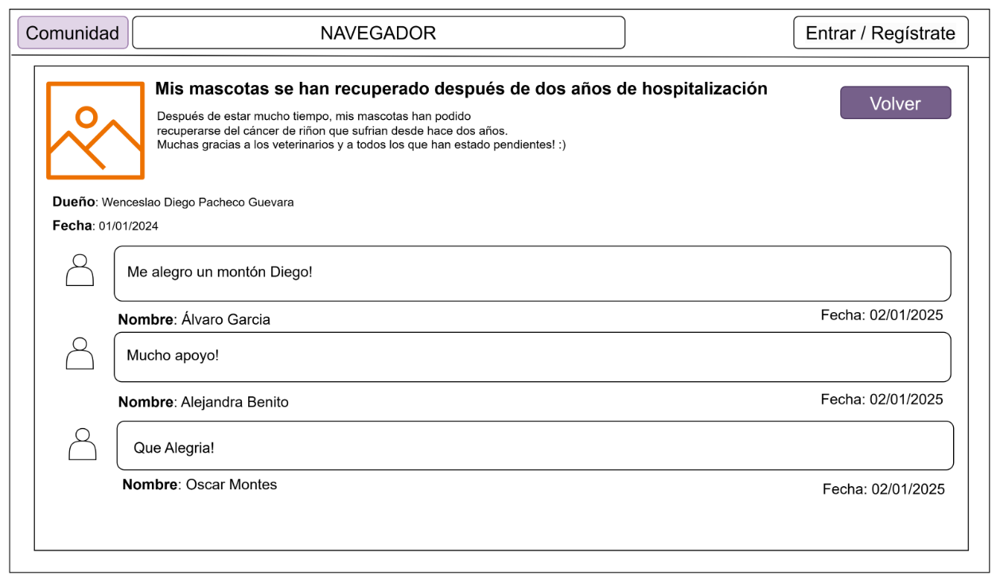 Comunidad
NAVEGADOR
Entrar / Regístrate
Mis mascotas se han recuperado después de dos años de hospitalización
Volver
Después de estar mucho tiempo, mis mascotas han podido
recuperarse del cáncer de riñon que sufrian desde hace dos años.
Muchas gracias a los veterinarios y a todos los que han estado pendientes! :)
Dueño: Wenceslao Diego Pacheco Guevara
Fecha: 01/01/2024
Me alegro un montón Diego!
Nombre: Álvaro Garcia
Fecha: 02/01/2025
Mucho apoyo!
Nombre: Alejandra Benito
Fecha: 02/01/2025
Que Alegria!
Nombre: Oscar Montes
Fecha: 02/01/2025